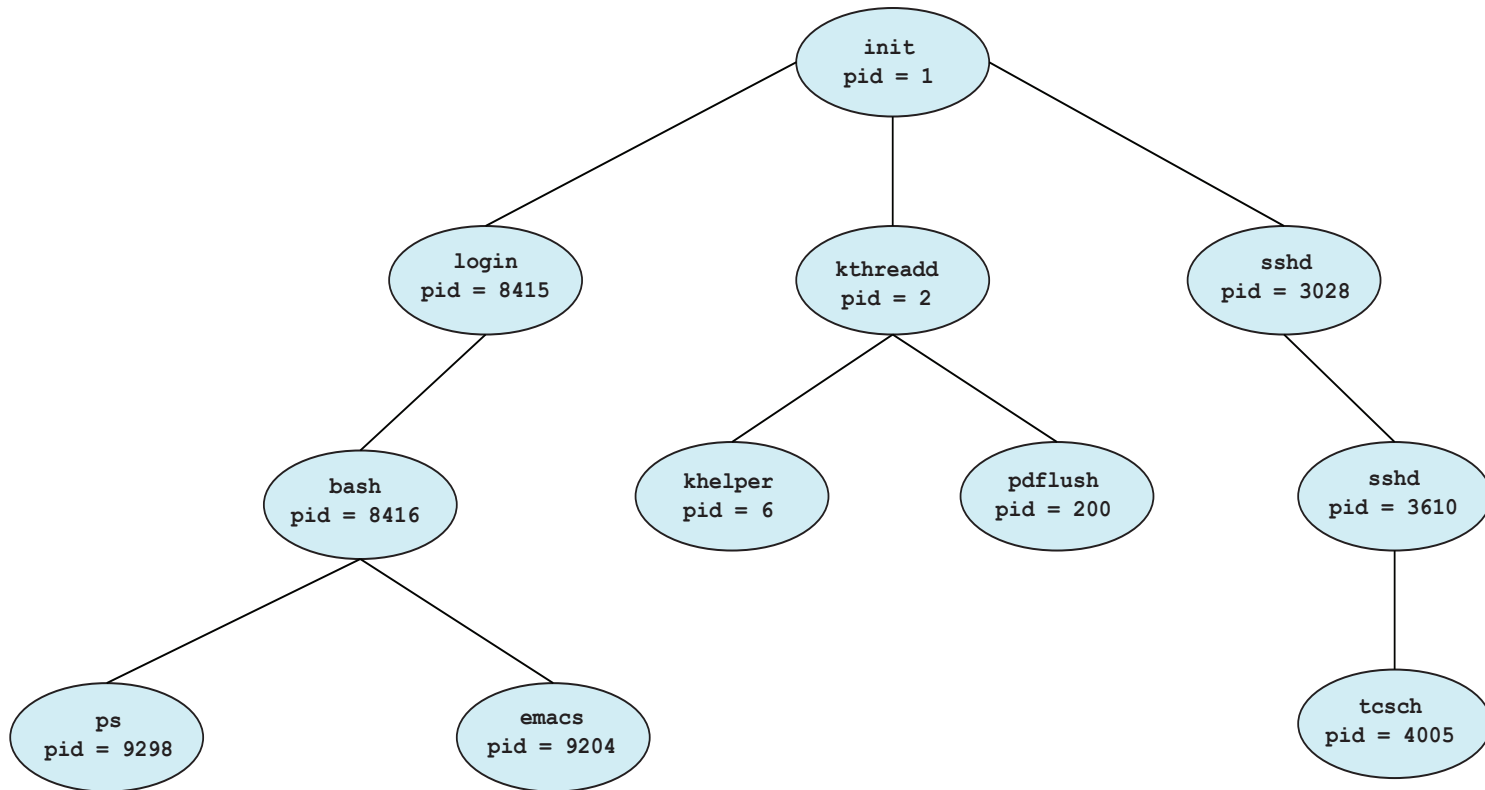 init
pid = 1
login
pid = 8415
kthreadd
pid = 2
sshd
pid = 3028
bash
pid = 8416
khelper
pid = 6
pdflush
pid = 200
sshd
pid = 3610
ps
pid = 9298
emacs
pid = 9204
tcsch
pid = 4005